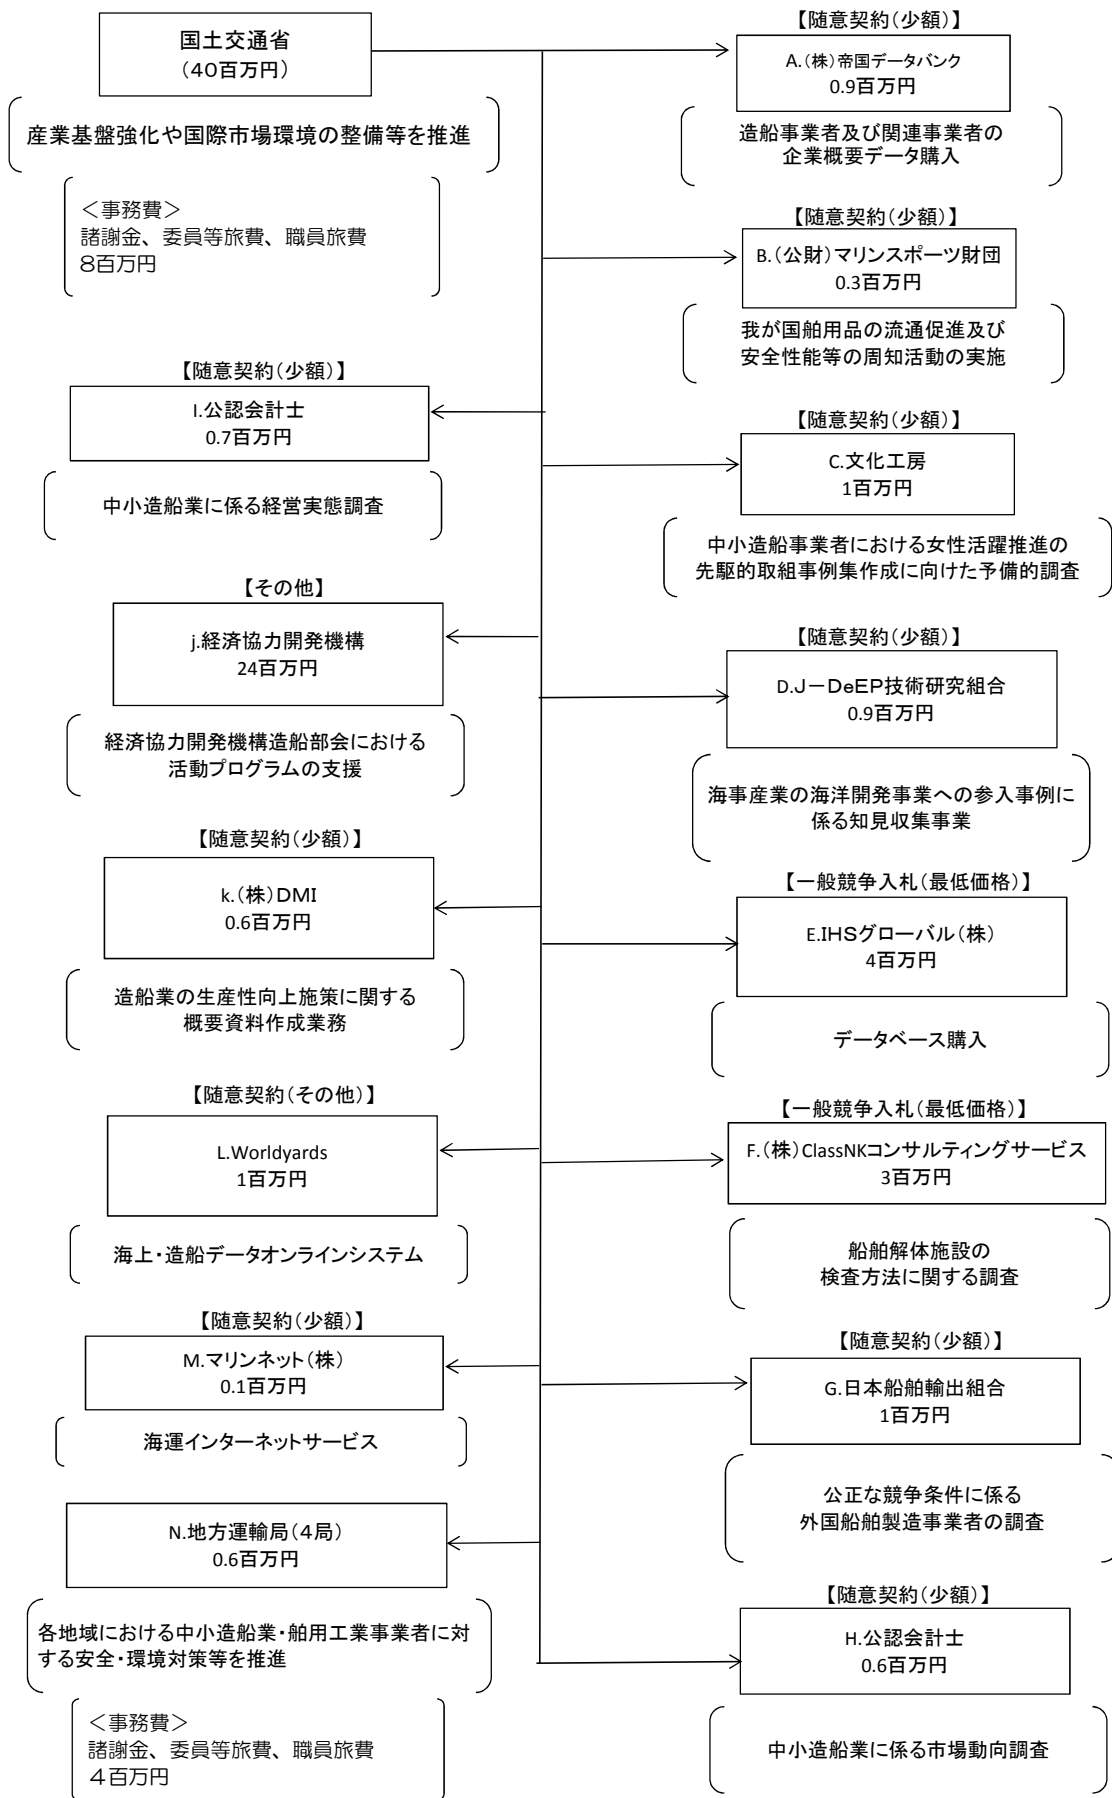 国土交通省
(40百万円)
産業基盤強化や国際市場環境の整備等を推進
＜事務費＞
諸謝金、委員等旅費、職員旅費
8百万円
【随意契約(少額)】
A.(株)帝国データバンク
0.9百万円
造船事業者及び関連事業者の
企業概要データ購入
【随意契約(少額)】
B.(公財)マリンスポーツ財団
0.3百万円
我が国舶用品の流通促進及び
安全性能等の周知活動の実施
【随意契約(少額)】
C.文化工房
1百万円
中小造船事業者における女性活躍推進の
先駆的取組事例集作成に向けた予備的調査
【随意契約(少額)】
D.J－DeEP技術研究組合
0.9百万円
海事産業の海洋開発事業への参入事例に
係る知見収集事業
【一般競争入札(最低価格)】
E.IHSグローバル(株)
4百万円
データベース購入
【一般競争入札(最低価格)】
F.(株)ClassNKコンサルティングサービス
3百万円
船舶解体施設の
検査方法に関する調査
【随意契約(少額)】
G.日本船舶輸出組合
1百万円
公正な競争条件に係る
外国船舶製造事業者の調査
【随意契約(少額)】
H.公認会計士
0.6百万円
中小造船業に係る市場動向調査
【随意契約(少額)】
I.公認会計士
0.7百万円
中小造船業に係る経営実態調査
【その他】
j.経済協力開発機構
24百万円
経済協力開発機構造船部会における
活動プログラムの支援
【随意契約(少額)】
k.(株)DMI
0.6百万円
造船業の生産性向上施策に関する
概要資料作成業務
【随意契約(その他)】
L.Worldyards
1百万円
海上・造船データオンラインシステム
【随意契約(少額)】
M.マリンネット(株)
0.1百万円
海運インターネットサービス
N.地方運輸局(4局)
0.6百万円
各地域における中小造船業・舶用工業事業者に対
する安全・環境対策等を推進
＜事務費＞
諸謝金、委員等旅費、職員旅費
４百万円